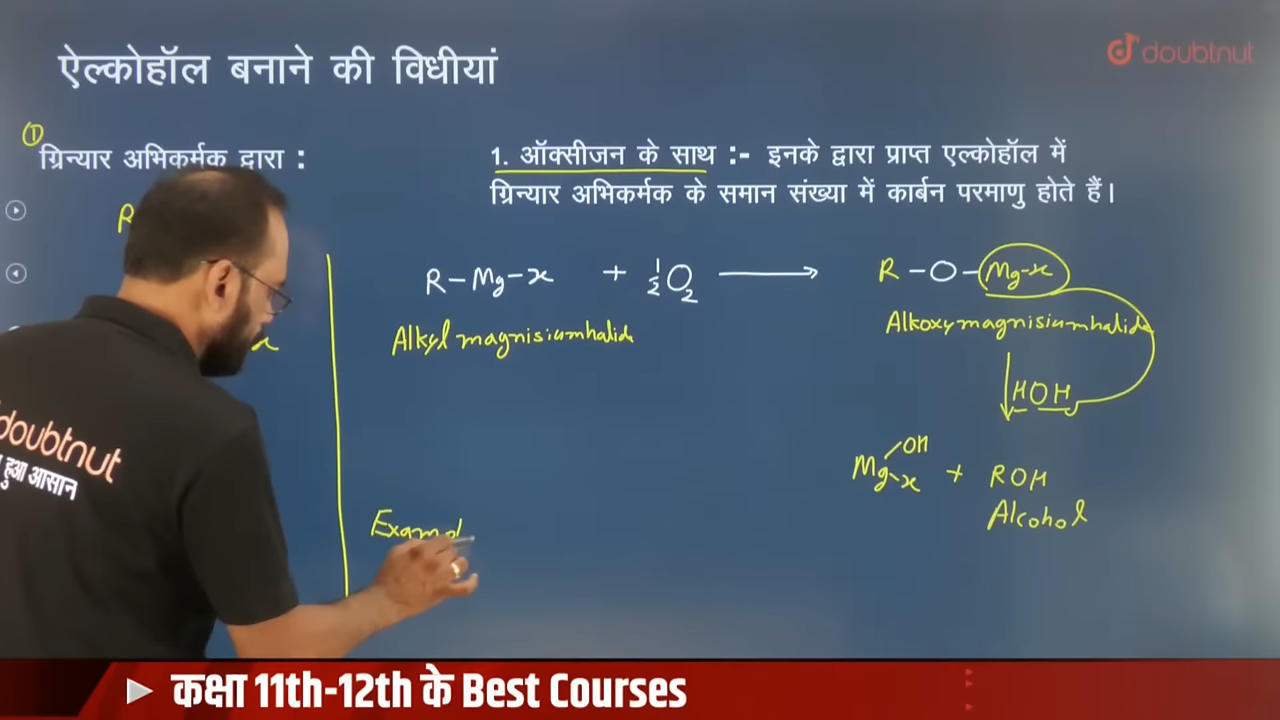 ऐल्कोहॉल बनाने की विधीयां
doubtnut
①
ग्रिन्यार अभिकर्मक द्वारा :
1. ऑक्सीजन के साथ :- इनके द्वारा प्राप्त एल्कोहॉल में
ग्रिन्यार अभिकर्मक के समान संख्या में कार्बन परमाणु होते हैं।
R
R-Mg-x + ½O₂ ⟶ R-O-Mg-x
Alkyl magnisiumhalide
Alkoxymagnisiumhalide
HOH
Mg
OH
x
+ ROH
Alcohol
x
Exampl
doubtnut
हुआ आसान
कक्षा 11th-12th के Best Courses